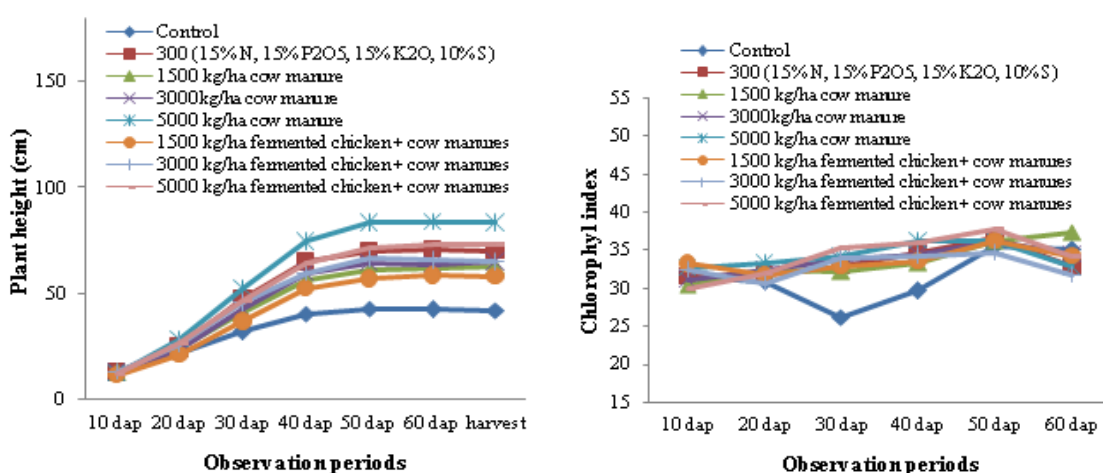 Control
300 (15%N, 15%P2O5, 15%K2O, 10%S)
1500 kg/ha cow manure
3000kg/ha cow manure
5000 kg/ha cow manure
1500 kg/ha fermented chicken+ cow manures
3000 kg/ha fermented chicken+ cow manures
5000 kg/ha fermented chicken+ cow manures
Plant height (cm)
150
100
50
0
10 dap 20 dap 30 dap 40 dap 50 dap 60 dap harvest
Observation periods
Control
300 (15%N, 15%P2O5, 15%K2O, 10%S)
1500 kg/ha cow manure
3000kg/ha cow manure
5000 kg/ha cow manure
1500 kg/ha fermented chicken+ cow manures
3000 kg/ha fermented chicken+ cow manures
5000 kg/ha fermented chicken+ cow manures
Chlorophyl index
55
50
45
40
35
30
25
20
15
10 dap 20 dap 30 dap 40 dap 50 dap 60 dap
Observation periods